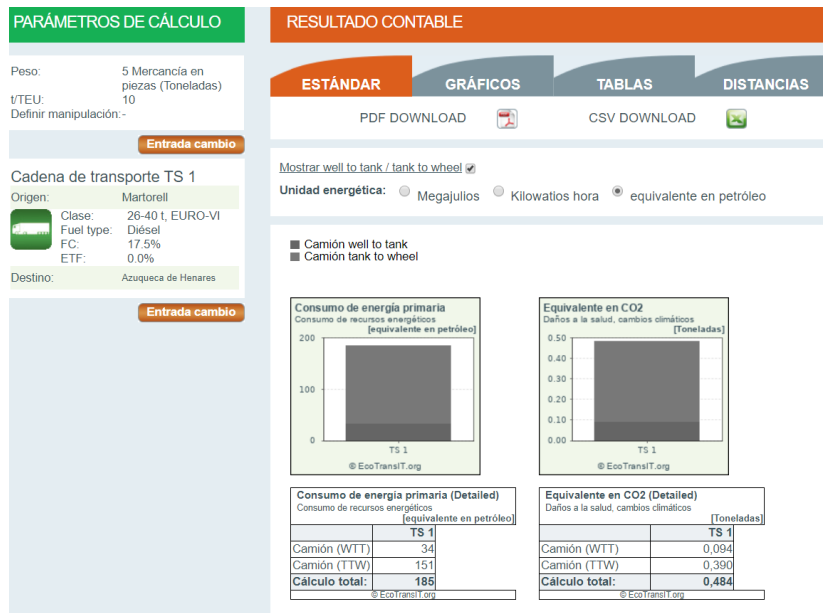 PARÁMETROS DE CÁLCULO
Peso: 5 Mercancía en
piezas (Toneladas)
t/TEU: 10
Definir manipulación:-
Entrada cambio
Cadena de transporte TS 1
Origen: Martorell
Clase: 26-40 t, EURO-VI
Fuel type: Diésel
FC: 17.5%
ETF: 0.0%
Destino: Azuqueca de Henares
Entrada cambio
RESULTADO CONTABLE
ESTÁNDAR GRÁFICOS TABLAS DISTANCIAS
PDF DOWNLOAD CSV DOWNLOAD
Mostrar well to tank / tank to wheel
Unidad energética: Megajulios Kilowatios hora equivalente en petróleo
Camión well to tank
Camión tank to wheel
Consumo de energía primaria
Consumo de recursos energéticos
[equivalente en petróleo]
200
100
0
TS 1
© EcoTransIT.org
Equivalente en CO2
Daños a la salud, cambios climáticos
[Toneladas]
0.50
0.40
0.30
0.20
0.10
0.00
TS 1
© EcoTransIT.org
Consumo de energía primaria (Detailed)
Consumo de recursos energéticos
[equivalente en petróleo]
TS 1
Camión (WTT) 34
Camión (TTW) 151
Cálculo total: 185
© EcoTransIT.org
Equivalente en CO2 (Detailed)
Daños a la salud, cambios climáticos
[Toneladas]
TS 1
Camión (WTT) 0,094
Camión (TTW) 0,390
Cálculo total: 0,484
© EcoTransIT.org